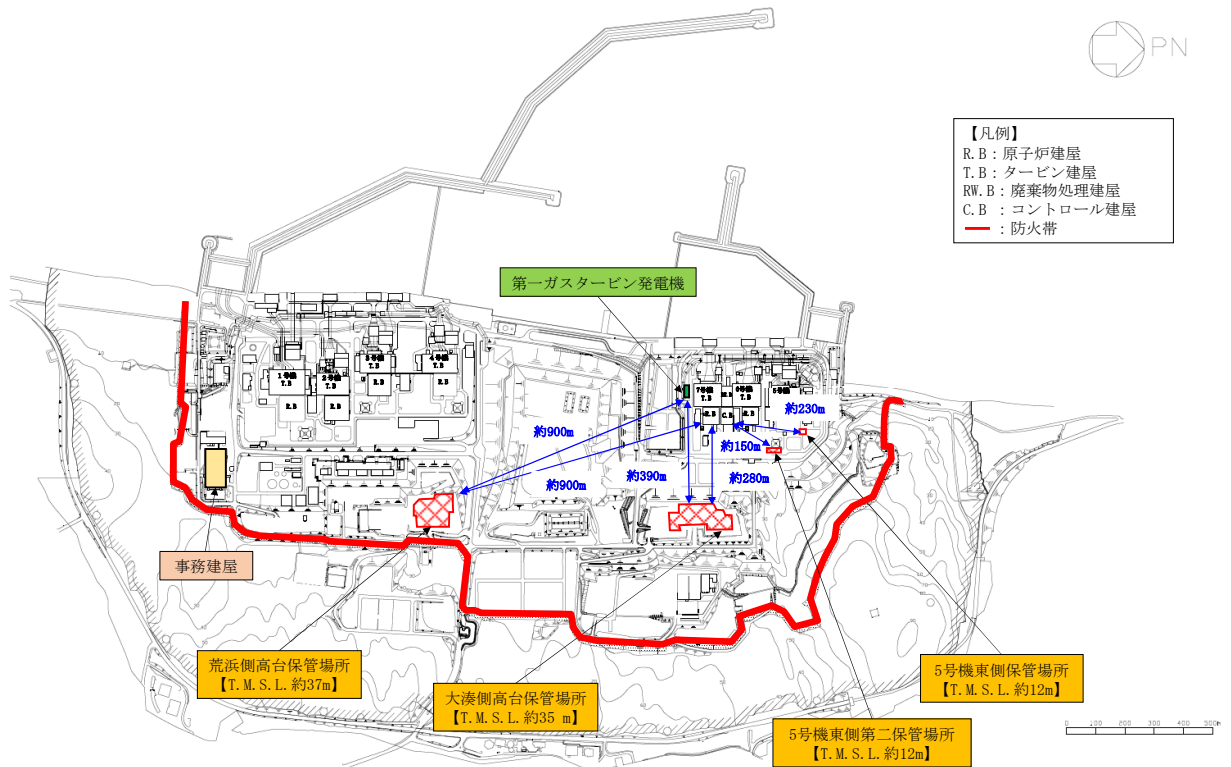 PN
【凡例】
R.B：原子炉建屋
T.B：タービン建屋
RW.B：廃棄物処理建屋
C.B ：コントロール建屋
：防火帯
第一ガスタービン発電機
1号機
T.B
R.B
2号機
T.B
R.B
3号機
T.B
R.B
4号機
T.B
R.B
7号機
T.B
R.B
C.B
6号機
T.B
R.B
5号機
約230m
約900m
約150m
約390m
約280m
約900m
事務建屋
荒浜側高台保管場所
【T.M.S.L.約37m】
大湊側高台保管場所
【T.M.S.L.約35 m】
5号機東側保管場所
【T.M.S.L.約12m】
5号機東側第二保管場所
【T.M.S.L.約12m】
0 100 200 300 400 500m